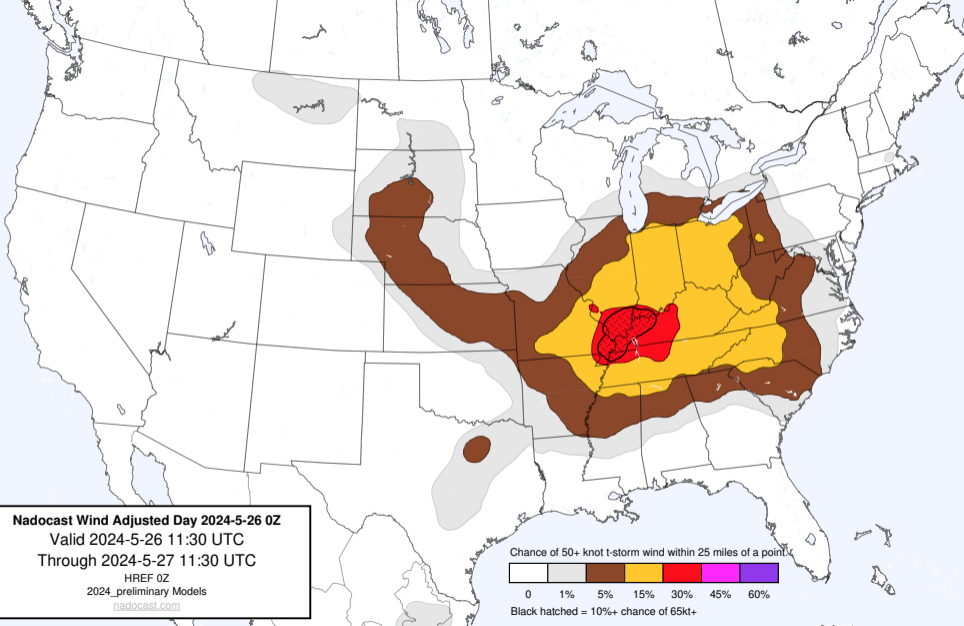 Nadocast Wind Adjusted Day 2024-5-26 0Z
Valid 2024-5-26 11:30 UTC
Through 2024-5-27 11:30 UTC
HREF 0Z
2024_preliminary Models
nadocast.com
Chance of 50+ knot t-storm wind within 25 miles of a point.
0 1% 5% 15% 30% 45% 60%
Black hatched = 10%+ chance of 65kt+